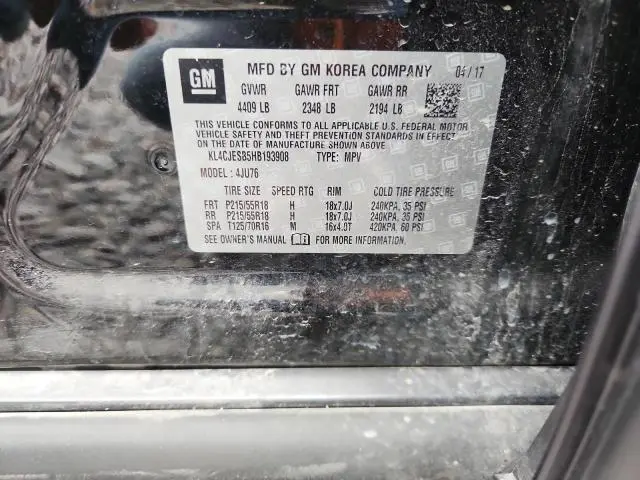 GM MFD BY GM KOREA COMPANY 04/17
GVWR GAWR FRT GAWR RR
4409 LB 2348 LB 2194 LB
THIS VEHICLE CONFORMS TO ALL APPLICABLE U.S. FEDERAL MOTOR
VEHICLE SAFETY AND THEFT PREVENTION STANDARDS IN EFFECT
ON THE DATE OF MANUFACTURE SHOWN ABOVE.
KL4CJESB5HB193908 TYPE: MPV
MODEL: 4JU76
TIRE SIZE SPEED RTG RIM COLD TIRE PRESSURE
FRT P215/55R18 H 18x7.0J 240KPA, 35 PSI
RR P215/55R18 H 18x7.0J 240KPA, 35 PSI
SPA T125/70R16 M 16x4.0T 420KPA, 60 PSI
SEE OWNER'S MANUAL FOR MORE INFORMATION.